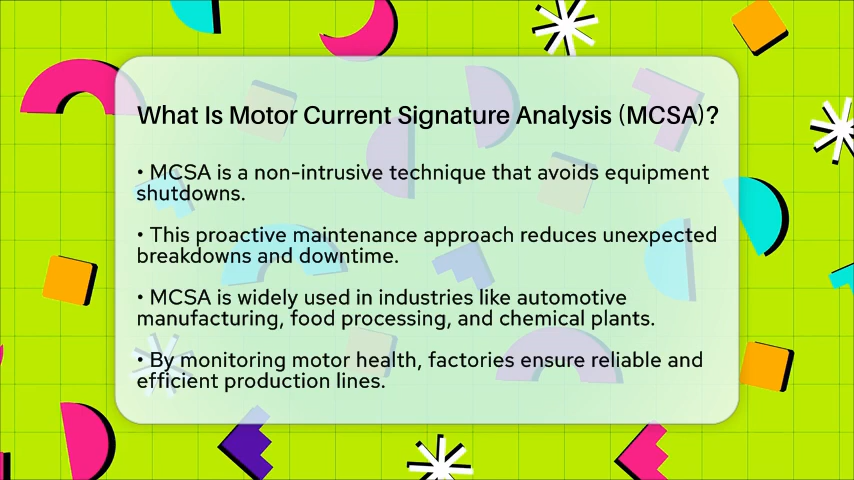 What Is Motor Current Signature Analysis (MCSA)?
• MCSA is a non-intrusive technique that avoids equipment
shutdowns.
• This proactive maintenance approach reduces unexpected
breakdowns and downtime.
• MCSA is widely used in industries like automotive
manufacturing, food processing, and chemical plants.
• By monitoring motor health, factories ensure reliable and
efficient production lines.